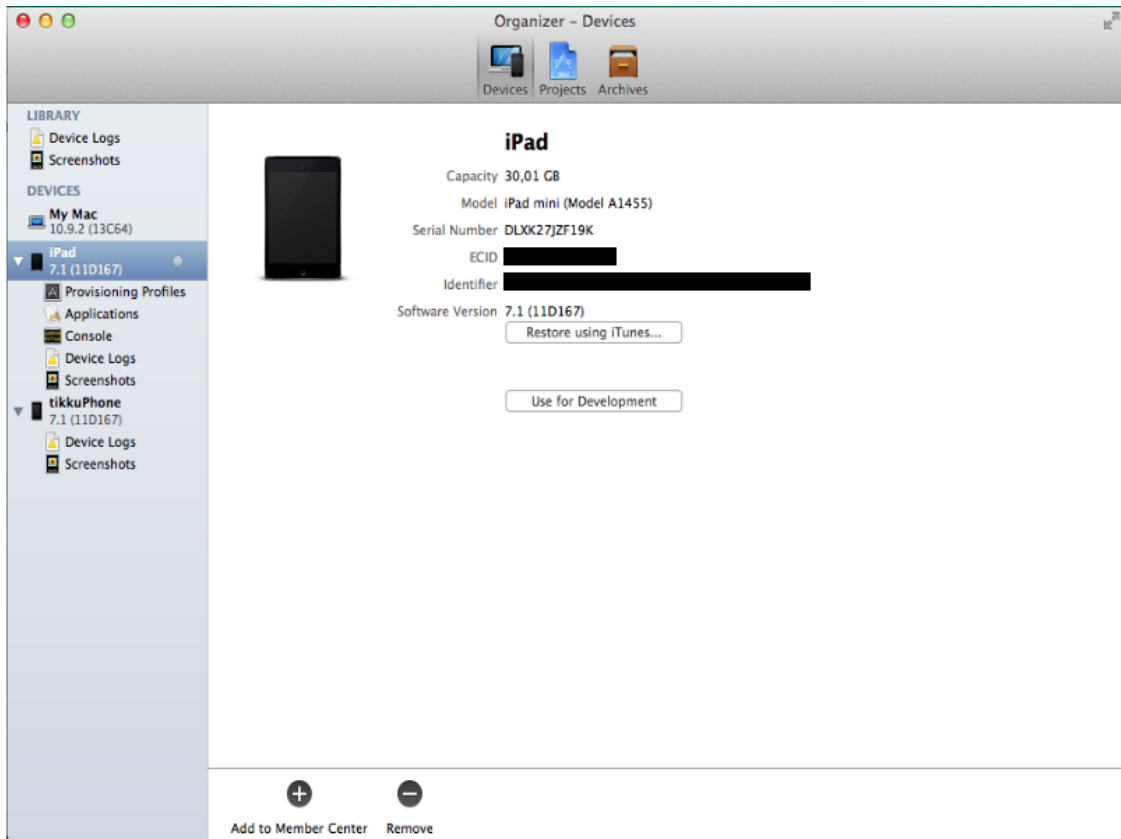 Organizer – Devices
Devices Projects Archives
LIBRARY
Device Logs
Screenshots
DEVICES
My Mac
10.9.2 (13C64)
iPad
7.1 (11D167)
Provisioning Profiles
Applications
Console
Device Logs
Screenshots
tikkuPhone
7.1 (11D167)
Device Logs
Screenshots
iPad
Capacity 30,01 GB
Model iPad mini (Model A1455)
Serial Number DLXK27JZF19K
ECID
Identifier
Software Version 7.1 (11D167)
Restore using iTunes...
Use for Development
Add to Member Center Remove